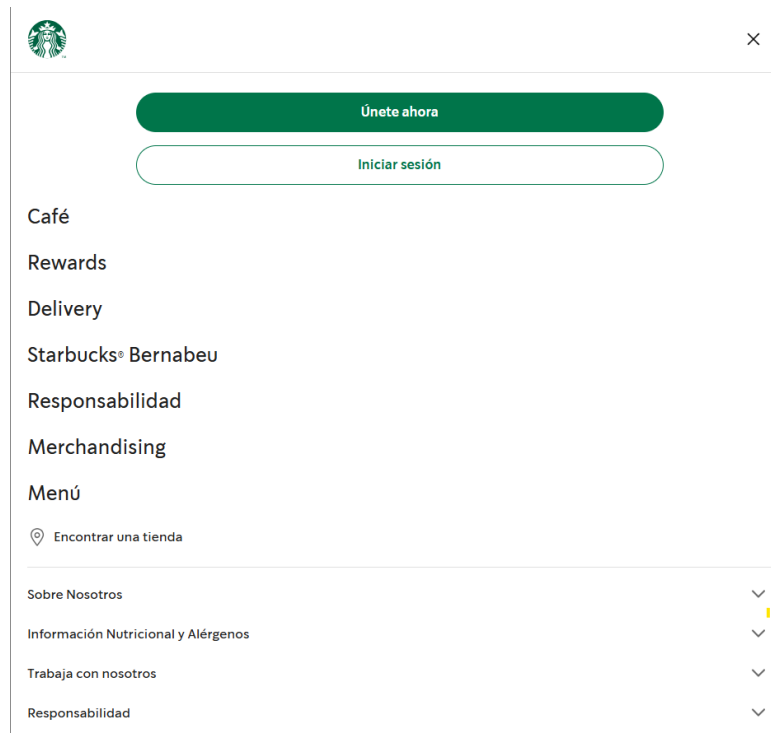 Únete ahora
Iniciar sesión
Café
Rewards
Delivery
Starbucks® Bernabeu
Responsabilidad
Merchandising
Menú
Encontrar una tienda
Sobre Nosotros
Información Nutricional y Alérgenos
Trabaja con nosotros
Responsabilidad